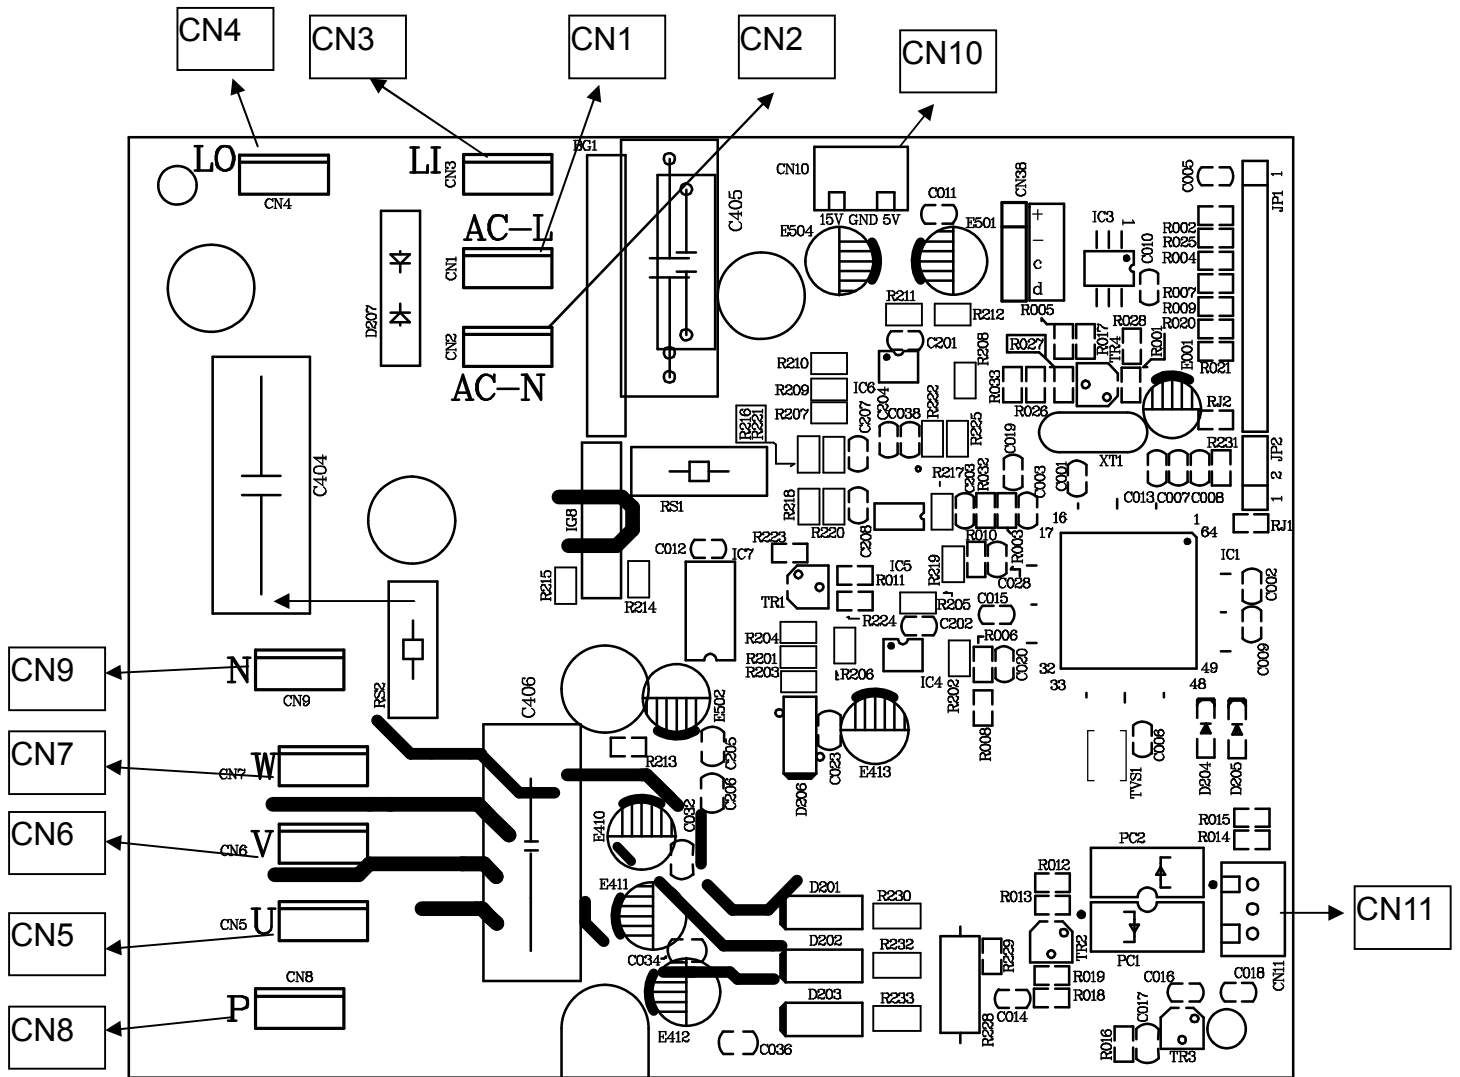 CN4
CN3
CN1
CN2
CN10
LO
CN4
LI
CN3
AC-L
CN1
CN2
AC-N
D207
C404
BG1
C405
CN10
15V GND 5V
C011
E504
E501
CN38
+
-
c
d
IC3
1
C010
C005
1
JP1
R002
R025
R004
R007
R009
R020
R021
R005
R017
R028
R001
R027
TR4
E001
R033
R026
RJ2
R231
JP2
2
1
RJ1
XT1
C013
C007
C008
R211
R212
C201
R208
R210
R209
R207
IC6
C204
C038
R222
R225
R216
R221
C207
R217
C203
R032
C019
C003
C001
RS1
IG8
R218
R220
C208
R010
R003
C028
16
17
1
64
IC1
C002
C009
49
48
32
33
R215
R214
C012
IC7
R223
TR1
R011
R224
IC5
R219
R205
C202
C015
R006
C020
R204
R201
R203
R206
IC4
R202
R008
CN9
N
CN9
RS2
C406
E502
R213
C205
C206
C032
D206
C023
E413
TVS1
C006
D204
D205
R015
R014
CN7
CN7
W
CN6
CN6
V
CN5
CN5
U
CN8
P
CN8
E410
E411
C034
E412
C036
D201
R230
D202
R232
D203
R233
R228
R229
C014
R012
R013
TR2
R019
R018
PC2
PC1
C016
C017
C018
R016
TR3
CN11
CN11